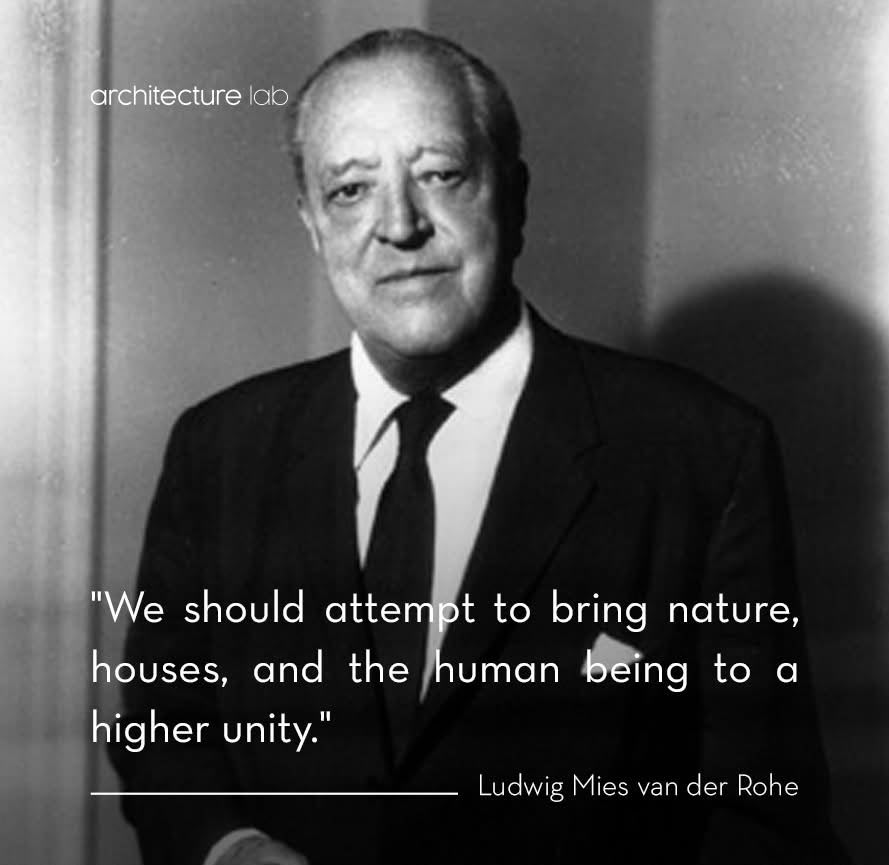 architecture lab
"We should attempt to bring nature,
houses, and the human being to a
higher unity."
Ludwig Mies van der Rohe